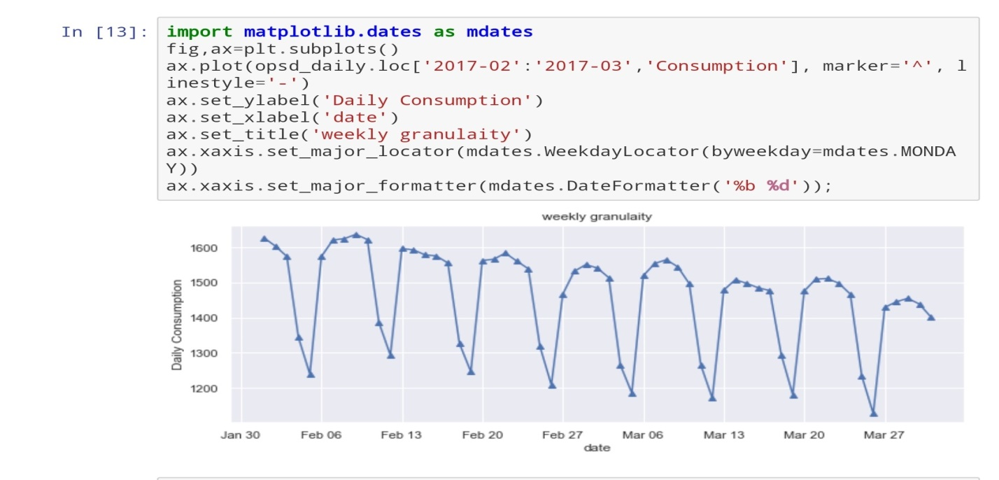 In [13]:
import matplotlib.dates as mdates
fig,ax=plt.subplots()
ax.plot(opsd_daily.loc['2017-02':'2017-03','Consumption'], marker='^', l
inestyle='-')
ax.set_ylabel('Daily Consumption')
ax.set_xlabel('date')
ax.set_title('weekly granulaity')
ax.xaxis.set_major_locator(mdates.WeekdayLocator(byweekday=mdates.MONDA
Y))
ax.xaxis.set_major_formatter(mdates.DateFormatter('%b %d'));
weekly granulaity
Daily Consumption
1600
1500
1400
1300
1200
Jan 30 Feb 06 Feb 13 Feb 20 Feb 27 Mar 06 Mar 13 Mar 20 Mar 27
date